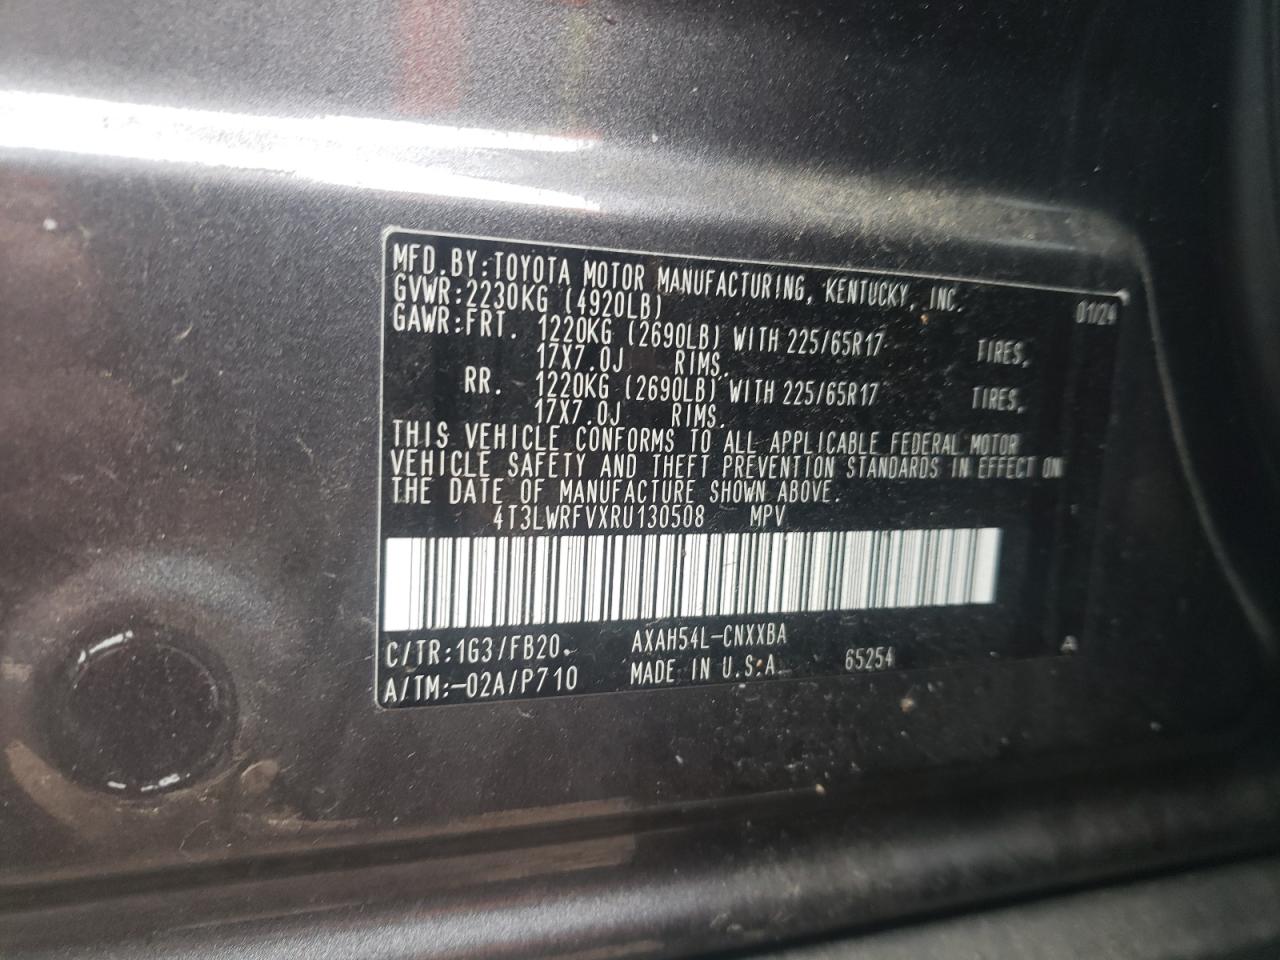 MFD.BY:TOYOTA MOTOR MANUFACTURING, KENTUCKY, INC. 01/24
GVWR:2230KG (4920LB)
GAWR:FRT. 1220KG (2690LB) WITH 225/65R17 TIRES,
17X7.0J RIMS.
RR. 1220KG (2690LB) WITH 225/65R17 TIRES,
17X7.0J RIMS.
THIS VEHICLE CONFORMS TO ALL APPLICABLE FEDERAL MOTOR
VEHICLE SAFETY AND THEFT PREVENTION STANDARDS IN EFFECT ON
THE DATE OF MANUFACTURE SHOWN ABOVE.
4T3LWRFVXRU130508 MPV
C/TR:1G3/FB20 AXAH54L-CNXXBA A
A/TM:-02A/P710 MADE IN U.S.A. 65254